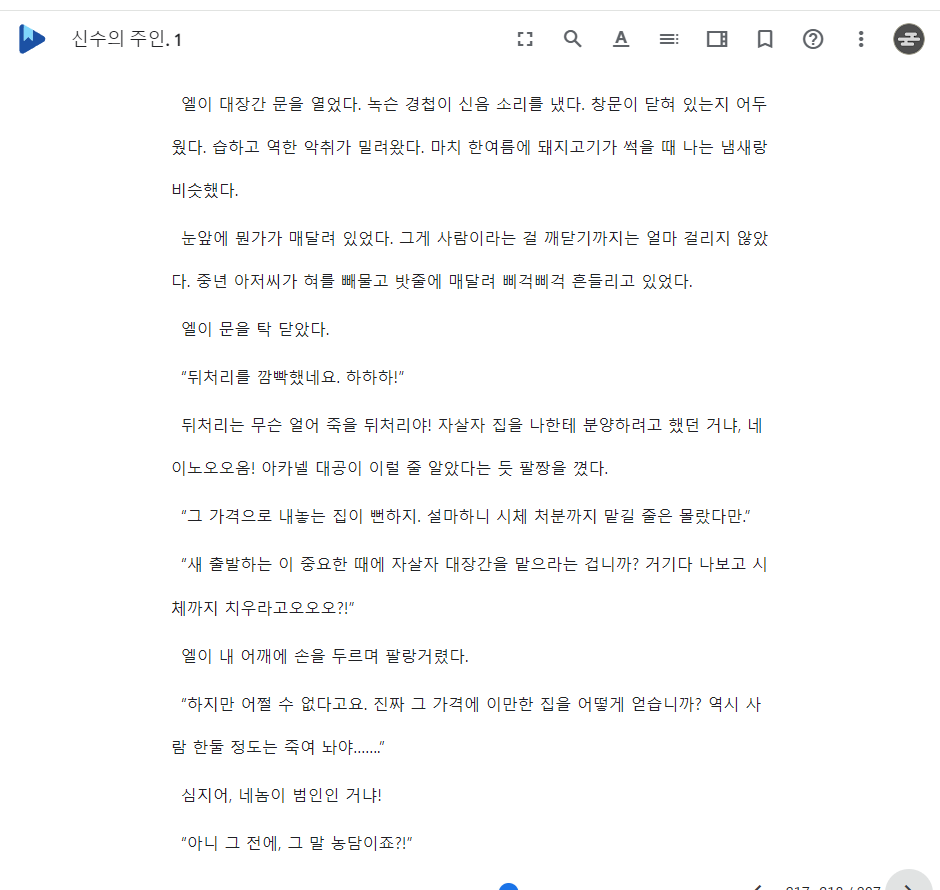 신수의 주인. 1
엘이 대장간 문을 열었다. 녹슨 경첩이 신음 소리를 냈다. 창문이 닫혀 있는지 어두
웠다. 습하고 역한 악취가 밀려왔다. 마치 한여름에 돼지고기가 썩을 때 나는 냄새랑
비슷했다.
눈앞에 뭔가가 매달려 있었다. 그게 사람이라는 걸 깨닫기까지는 얼마 걸리지 않았
다. 중년 아저씨가 혀를 빼물고 밧줄에 매달려 삐걱삐걱 흔들리고 있었다.
엘이 문을 탁 닫았다.
“뒤처리를 깜빡했네요. 하하하!”
뒤처리는 무슨 얼어 죽을 뒤처리야! 자살자 집을 나한테 분양하려고 했던 거냐, 네
이노오오옴! 아카넬 대공이 이럴 줄 알았다는 듯 팔짱을 꼈다.
“그 가격으로 내놓는 집이 뻔하지. 설마하니 시체 처분까지 맡길 줄은 몰랐다만.”
“새 출발하는 이 중요한 때에 자살자 대장간을 맡으라는 겁니까? 거기다 나보고 시
체까지 치우라고오오오?!”
엘이 내 어깨에 손을 두르며 팔랑거렸다.
“하지만 어쩔 수 없다고요. 진짜 그 가격에 이만한 집을 어떻게 얻습니까? 역시 사
람 한둘 정도는 죽여 놔야.......”
심지어, 네놈이 범인인 거냐!
“아니 그 전에, 그 말 농담이죠?!”